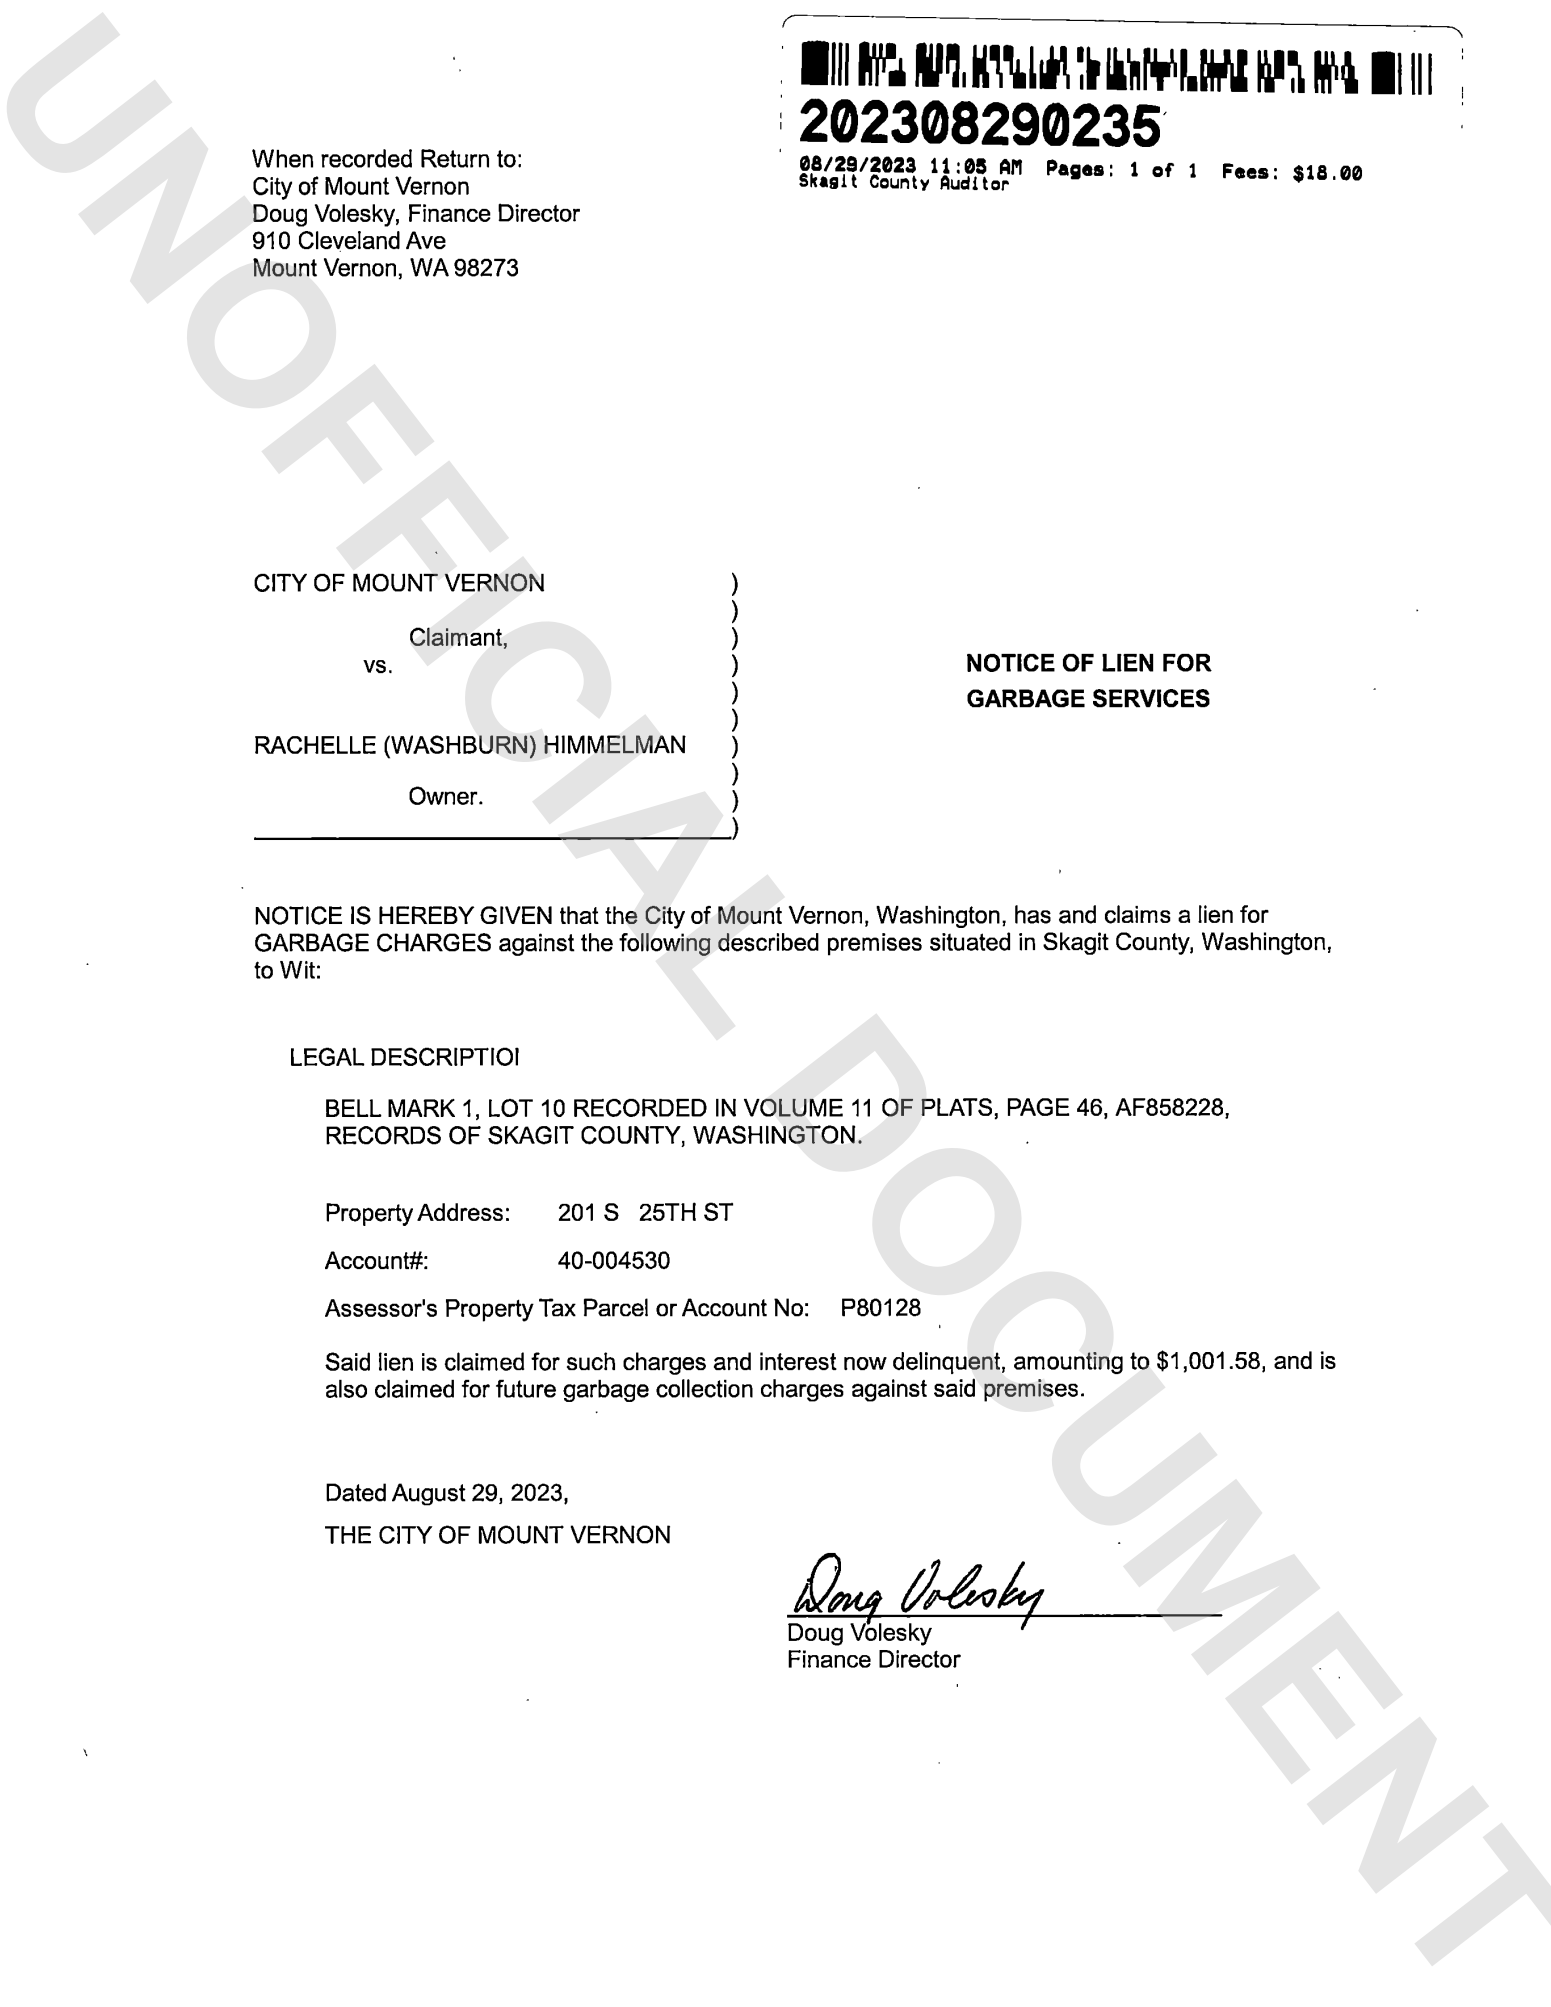 202308290235
08/29/2023 11:05 AM Pages: 1 of 1 Fees: $18.00
Skagit County Auditor
When recorded Return to:
City of Mount Vernon
Doug Volesky, Finance Director
910 Cleveland Ave
Mount Vernon, WA 98273
CITY OF MOUNT VERNON )
)
Claimant, )
vs. )
)
)
RACHELLE (WASHBURN) HIMMELMAN )
)
Owner. )
)
NOTICE OF LIEN FOR
GARBAGE SERVICES
NOTICE IS HEREBY GIVEN that the City of Mount Vernon, Washington, has and claims a lien for
GARBAGE CHARGES against the following described premises situated in Skagit County, Washington,
to Wit:
LEGAL DESCRIPTIOI
BELL MARK 1, LOT 10 RECORDED IN VOLUME 11 OF PLATS, PAGE 46, AF858228,
RECORDS OF SKAGIT COUNTY, WASHINGTON.
Property Address: 201 S 25TH ST
Account#: 40-004530
Assessor's Property Tax Parcel or Account No: P80128
Said lien is claimed for such charges and interest now delinquent, amounting to $1,001.58, and is
also claimed for future garbage collection charges against said premises.
Dated August 29, 2023,
THE CITY OF MOUNT VERNON
Doug Volesky
Doug Volesky
Finance Director
UNOFFICIAL DOCUMENT